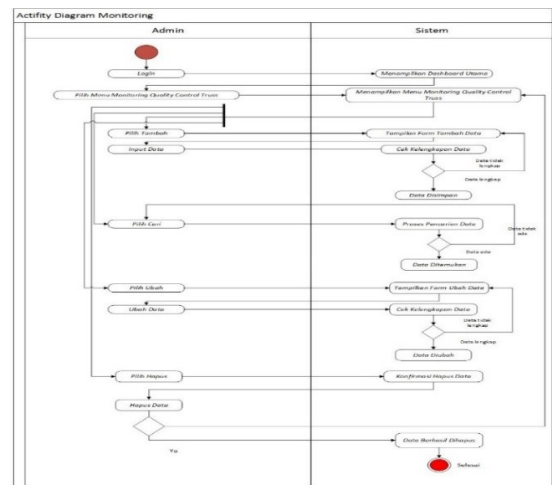 Actifity Diagram Monitoring
Admin
Sistem
Login
Menampilkan Dashboard Utama
Pilih Menu Monitoring Quality Control Truss
Menampilkan Menu Monitoring Quality Control
Truss
Pilih Tambah
Tampilan Form Tambah Data
Input Data
Cek Kelengkapan Data
Data tidak
lengkap
Data lengkap
Data Disimpan
Pilih Cari
Proses Pencarian Data
Data tidak
ada
Data ada
Data Ditemukan
Pilih Ubah
Tampilkan Form Ubah Data
Ubah Data
Cek Kelengkapan Data
Data tidak
lengkap
Data lengkap
Data Diubah
Pilih Hapus
Konfirmasi Hapus Data
Hapus Data
Ya
Data Berhasil Dihapus
Selesai